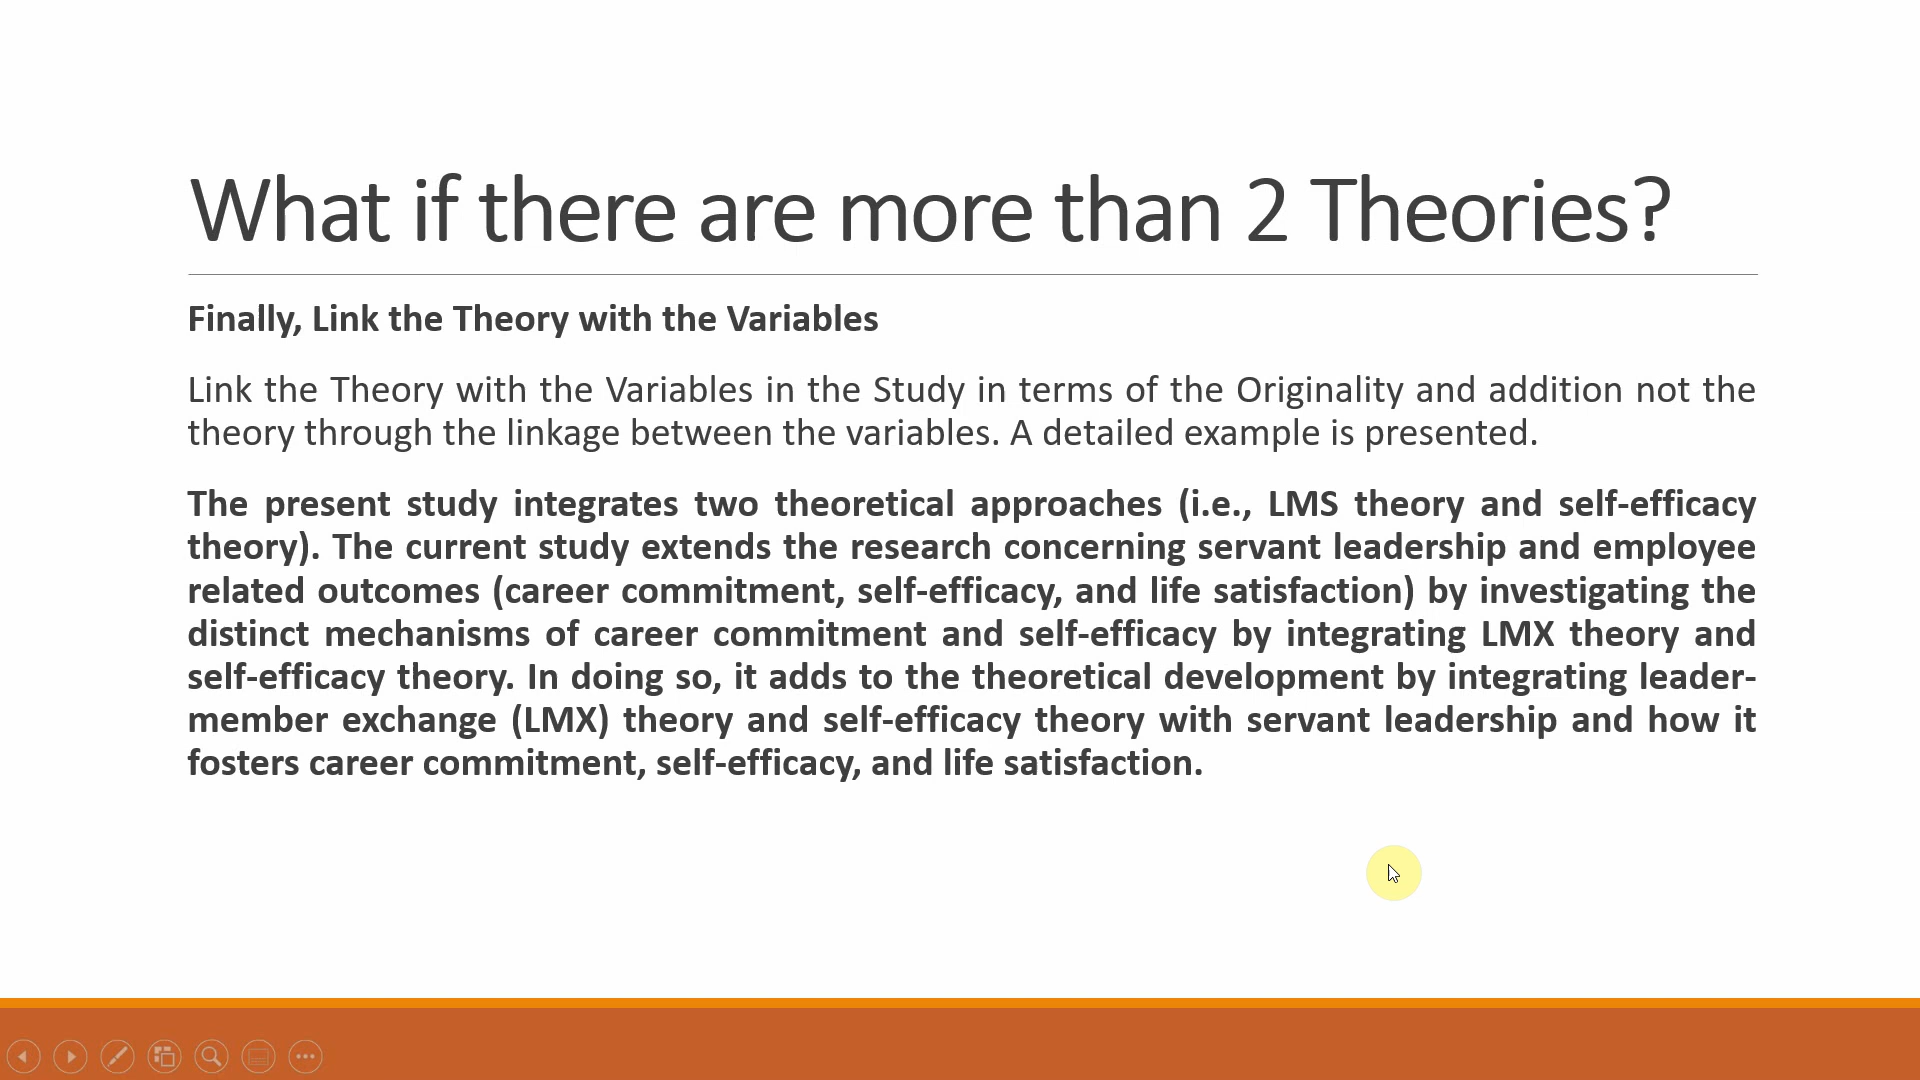 What if there are more than 2 Theories?
Finally, Link the Theory with the Variables
Link the Theory with the Variables in the Study in terms of the Originality and addition not the
theory through the linkage between the variables. A detailed example is presented.
The present study integrates two theoretical approaches (i.e., LMS theory and self-efficacy
theory). The current study extends the research concerning servant leadership and employee
related outcomes (career commitment, self-efficacy, and life satisfaction) by investigating the
distinct mechanisms of career commitment and self-efficacy by integrating LMX theory and
self-efficacy theory. In doing so, it adds to the theoretical development by integrating leader-
member exchange (LMX) theory and self-efficacy theory with servant leadership and how it
fosters career commitment, self-efficacy, and life satisfaction.